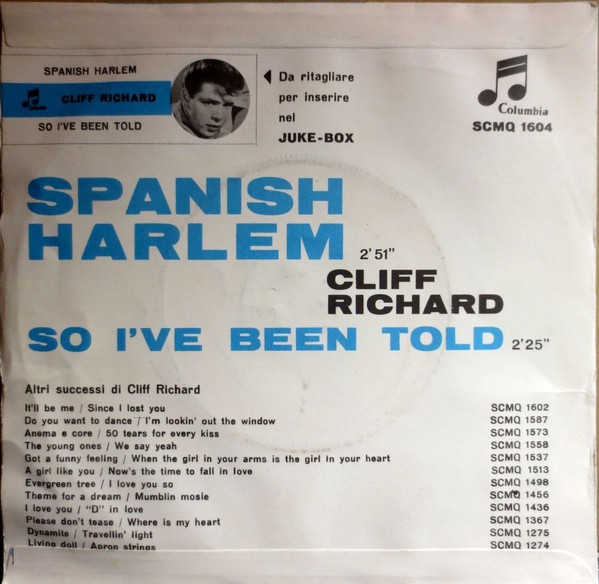 SPANISH HARLEM
CLIFF RICHARD
SO I'VE BEEN TOLD
Da ritagliare
per inserire
nel
JUKE-BOX
Columbia
SCMQ 1604
SPANISH
HARLEM 2'51"
CLIFF
RICHARD
SO I'VE BEEN TOLD 2'25"
Altri successi di Cliff Richard
It'll be me / Since I lost you SCMQ 1602
Do you want to dance / I'm lookin' out the window SCMQ 1587
Anema e core / 50 tears for every kiss SCMQ 1573
The young ones / We say yeah SCMQ 1558
Got a funny feeling / When the girl in your arms is the girl in your heart SCMQ 1537
A girl like you / Now's the time to fall in love SCMQ 1513
Evergreen tree / I love you so SCMQ 1498
Theme for a dream / Mumblin mosie SCMQ 1456
I love you / "D" in love SCMQ 1436
Please don't tease / Where is my heart SCMQ 1367
Dynamite / Travellin' light SCMQ 1275
Living doll / Apron strings SCMQ 1274